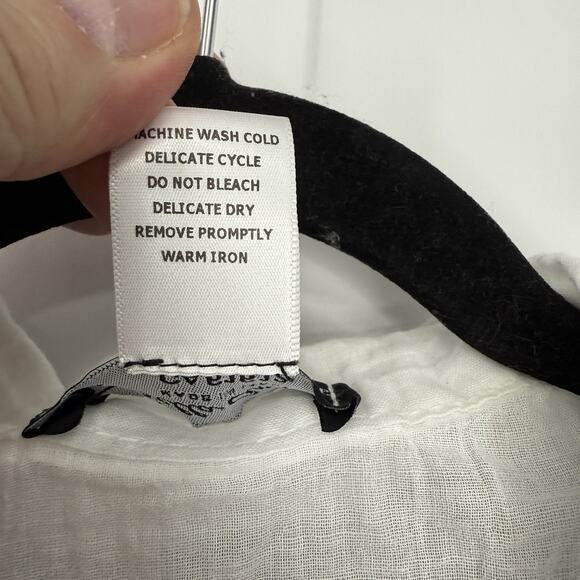 MACHINE WASH COLD
DELICATE CYCLE
DO NOT BLEACH
DELICATE DRY
REMOVE PROMPTLY
WARM IRON